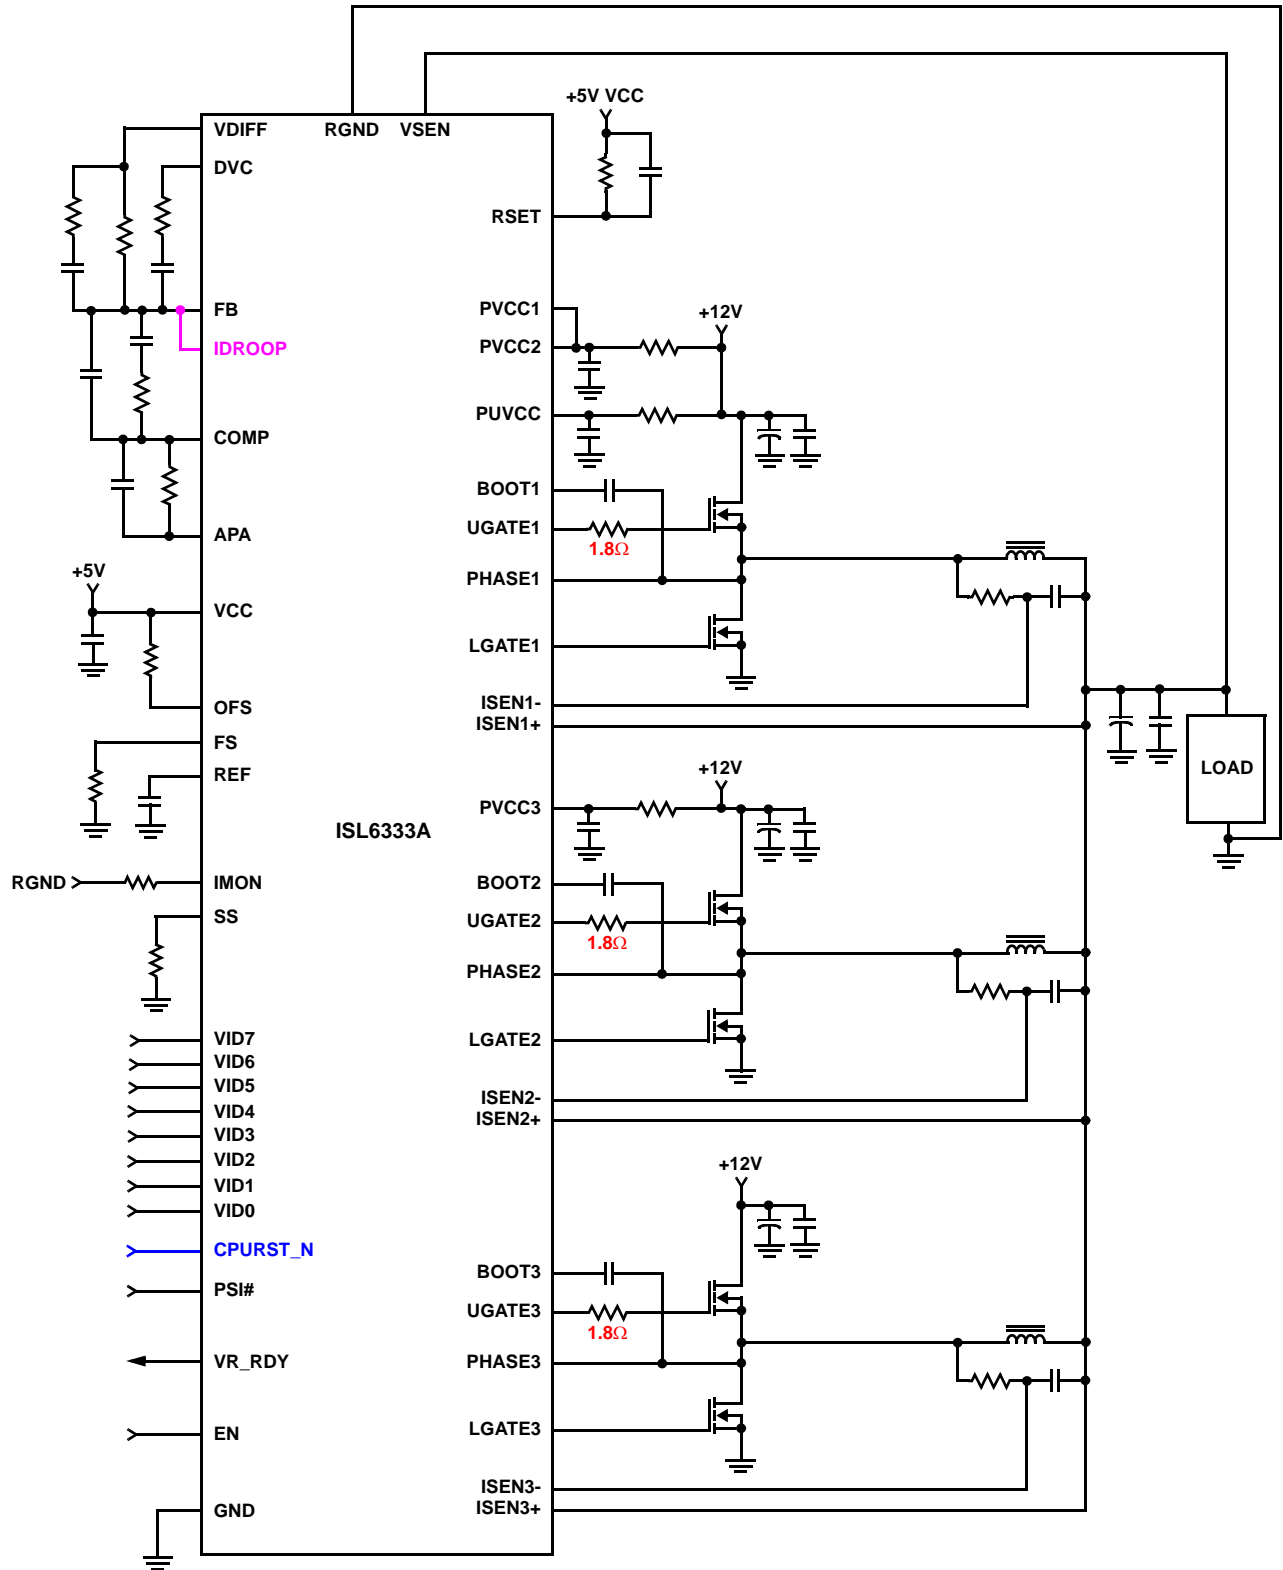 +5V VCC
VDIFF
RGND
VSEN
DVC
RSET
FB
IDROOP
PVCC1
+12V
PVCC2
PUVCC
COMP
BOOT1
UGATE1
1.8Ω
APA
+5V
PHASE1
VCC
LGATE1
ISEN1-
ISEN1+
OFS
FS
REF
+12V
LOAD
PVCC3
ISL6333A
RGND
IMON
BOOT2
SS
UGATE2
1.8Ω
PHASE2
VID7
LGATE2
VID6
VID5
ISEN2-
VID4
ISEN2+
VID3
VID2
+12V
VID1
VID0
CPURST_N
BOOT3
PSI#
UGATE3
1.8Ω
VR_RDY
PHASE3
EN
LGATE3
ISEN3-
ISEN3+
GND